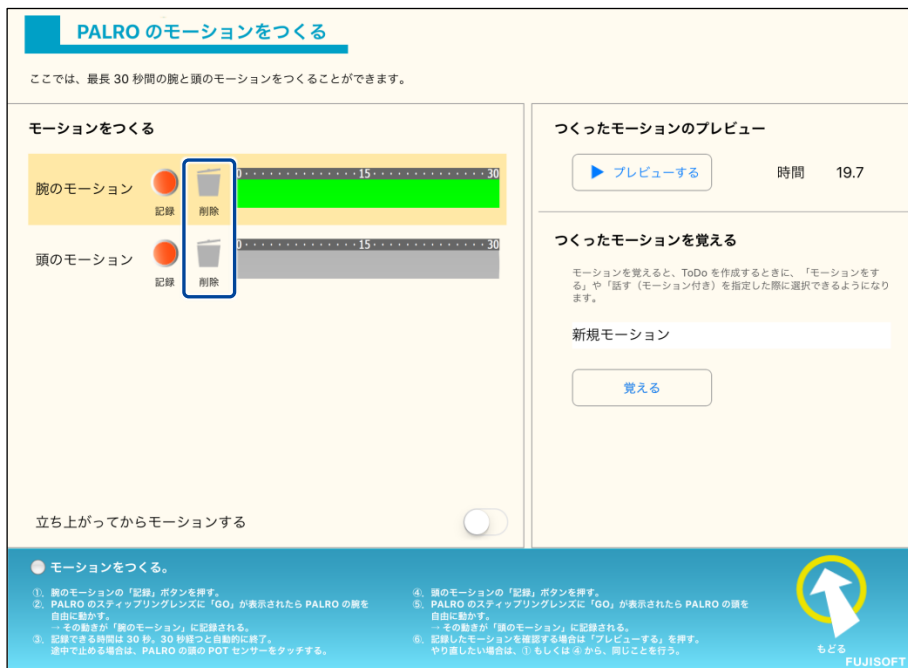 PALRO のモーションをつくる
ここでは、最長 30 秒間の腕と頭のモーションをつくることができます。
モーションをつくる
腕のモーション
記録
削除
0 15 30
頭のモーション
記録
削除
0 15 30
立ち上がってからモーションする
つくったモーションのプレビュー
プレビューする
時間 19.7
つくったモーションを覚える
モーションを覚えると、ToDo を作成するときに、「モーションをす
る」や「話す（モーション付き）を指定した際に選択できるようになり
ます。
新規モーション
覚える
モーションをつくる。
①．腕のモーションの「記録」ボタンを押す。
②．PALRO のスティップリングレンズに「GO」が表示されたら PALRO の腕を
自由に動かす。
→ その動きが「腕のモーション」に記録される。
③．記録できる時間は 30 秒。30 秒経つと自動的に終了。
途中で止める場合は、PALRO の頭の POT センサーをタッチする。
④．頭のモーションの「記録」ボタンを押す。
⑤．PALRO のスティップリングレンズに「GO」が表示されたら PALRO の頭を
自由に動かす。
→ その動きが「頭のモーション」に記録される。
⑥．記録したモーションを確認する場合は「プレビューする」を押す。
やり直したい場合は、① もしくは ④ から、同じことを行う。
もどる
FUJISOFT